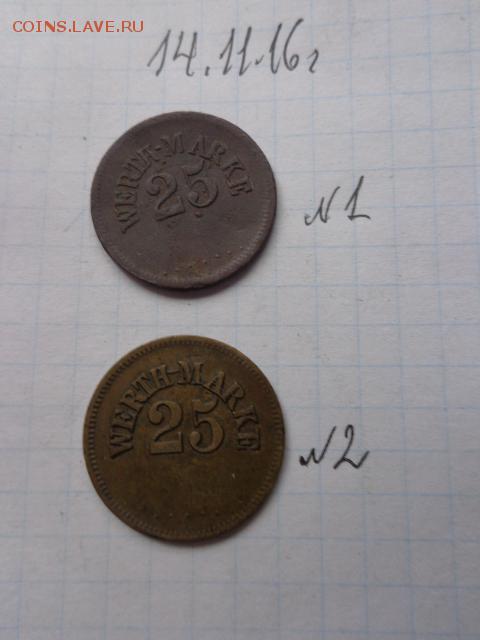 COINS.LAVE.RU
14.11.16г
WERTH-MARKE
25
№1
WERTH-MARKE
25
№2